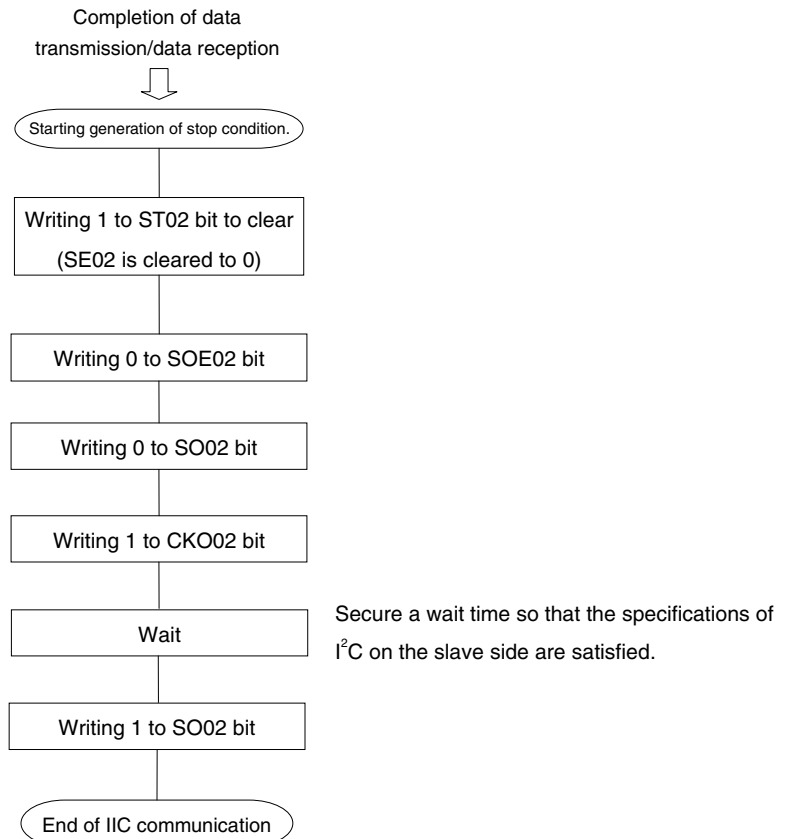 Completion of data
transmission/data reception
Starting generation of stop condition.
Writing 1 to ST02 bit to clear
(SE02 is cleared to 0)
Writing 0 to SOE02 bit
Writing 0 to SO02 bit
Writing 1 to CKO02 bit
Wait
Secure a wait time so that the specifications of
I²C on the slave side are satisfied.
Writing 1 to SO02 bit
End of IIC communication